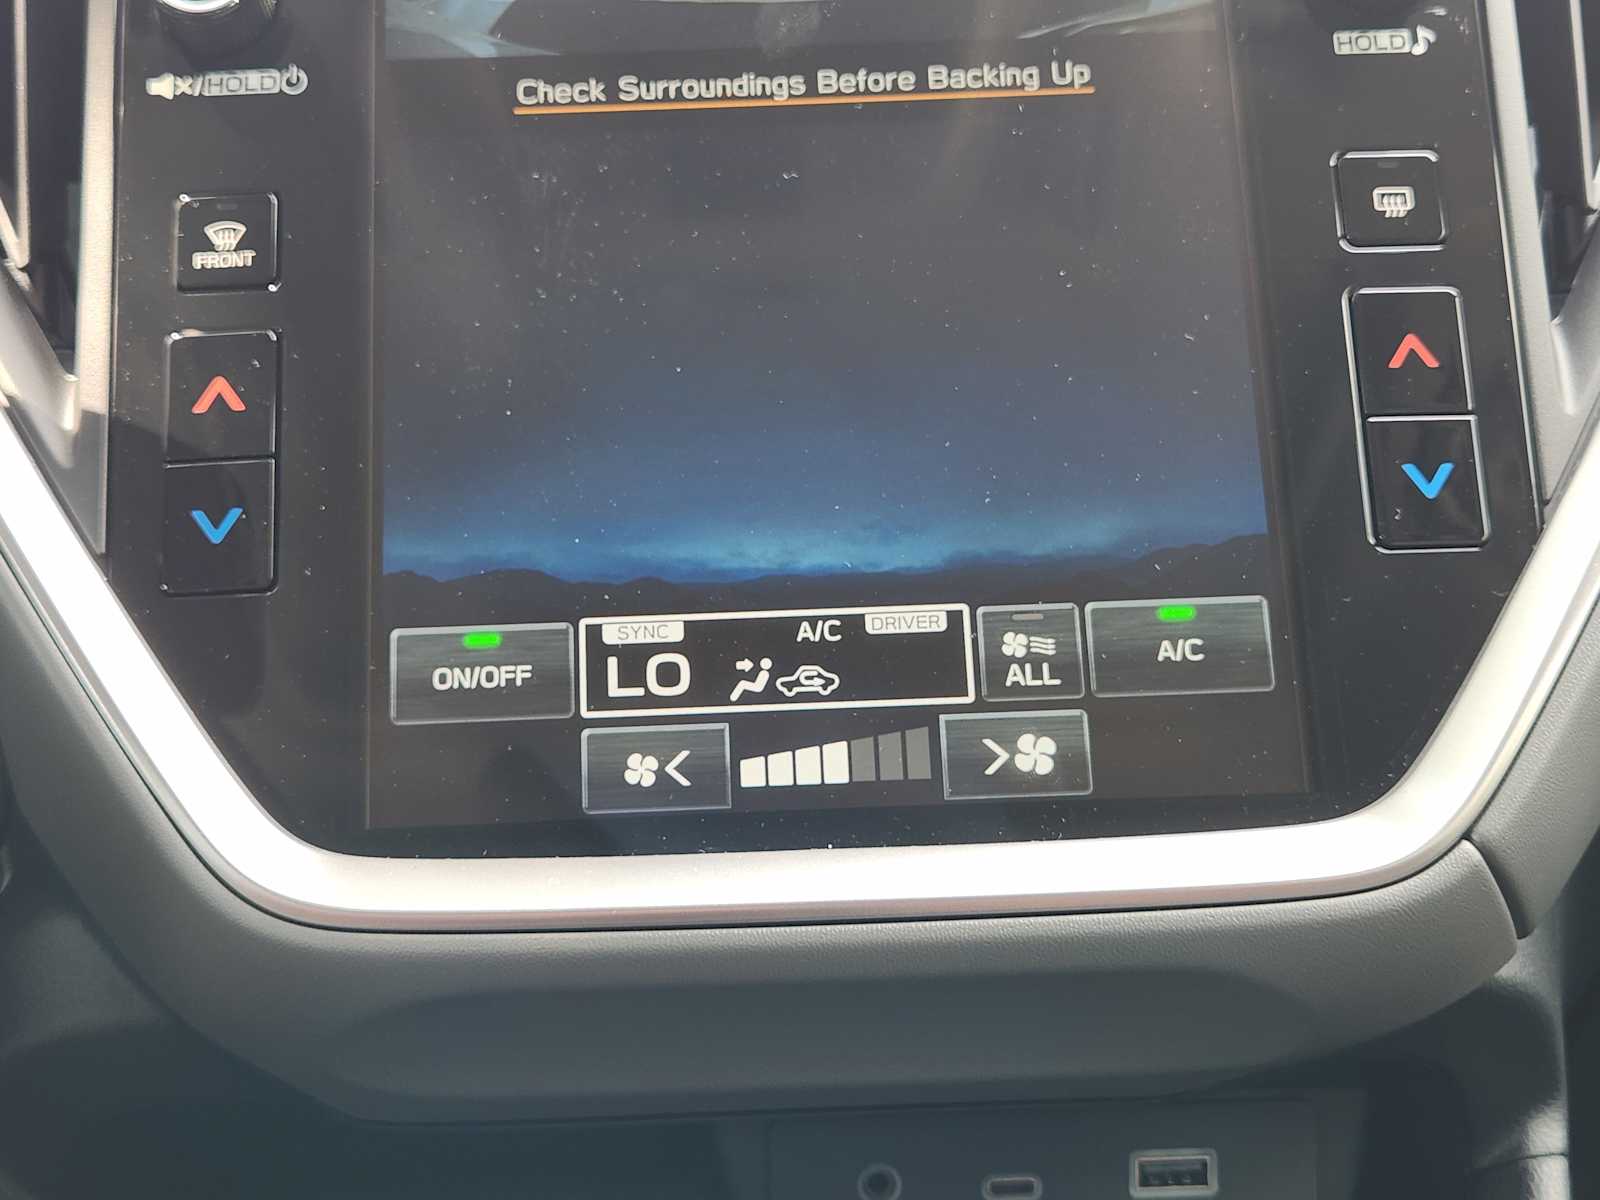 HOLD
/HOLD
Check Surroundings Before Backing Up
FRONT
SYNC A/C DRIVER
ON/OFF LO ALL A/C